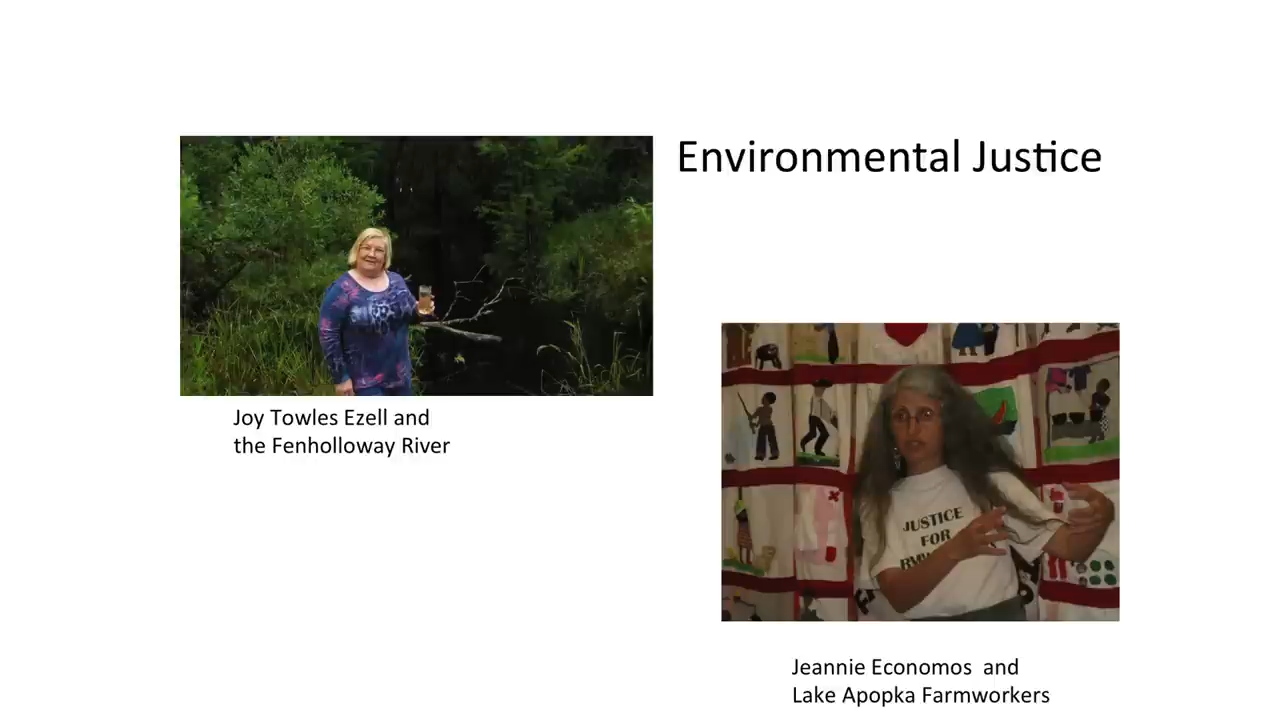 Environmental Justice
Joy Towles Ezell and
the Fenholloway River
JUSTICE
FOR
Jeannie Economos and
Lake Apopka Farmworkers